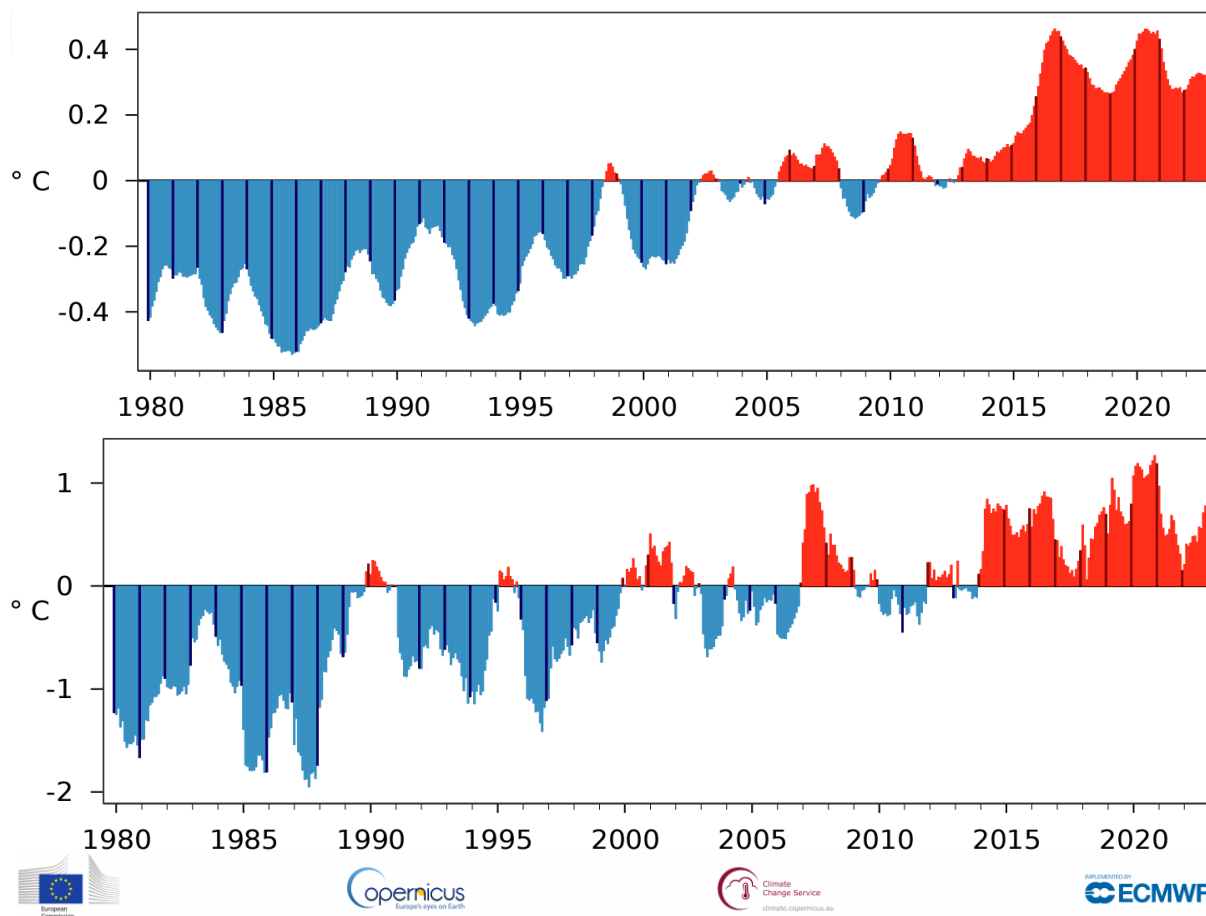 0.4
0.2
° C
0
-0.2
-0.4
1980 1985 1990 1995 2000 2005 2010 2015 2020
1
0
° C
-1
-2
1980 1985 1990 1995 2000 2005 2010 2015 2020
European
Commission
opernicus
Europe's eyes on Earth
Climate
Change Service
climate.copernicus.eu
IMPLEMENTED BY
ECMWF